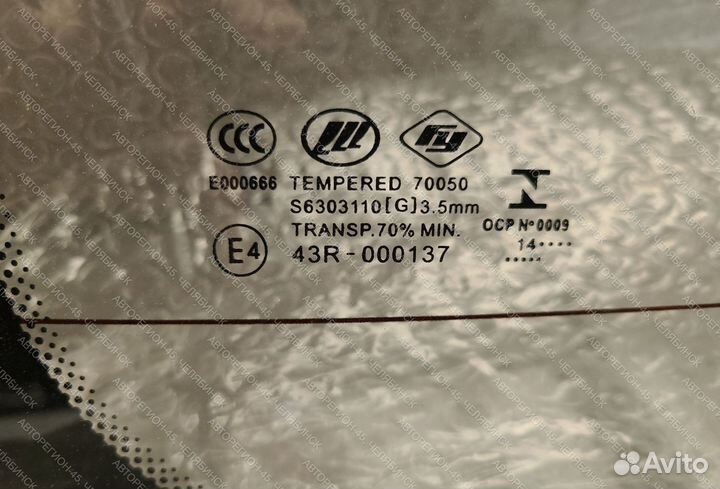 CCC
FY
E000666 TEMPERED 70050
S6303110[G]3.5mm
TRANSP.70% MIN.
E4 43R-000137
OCP Nº0009
14••••
•••••
АВТОРЕГИОН-45, ЧЕЛЯБИНСК
Avito